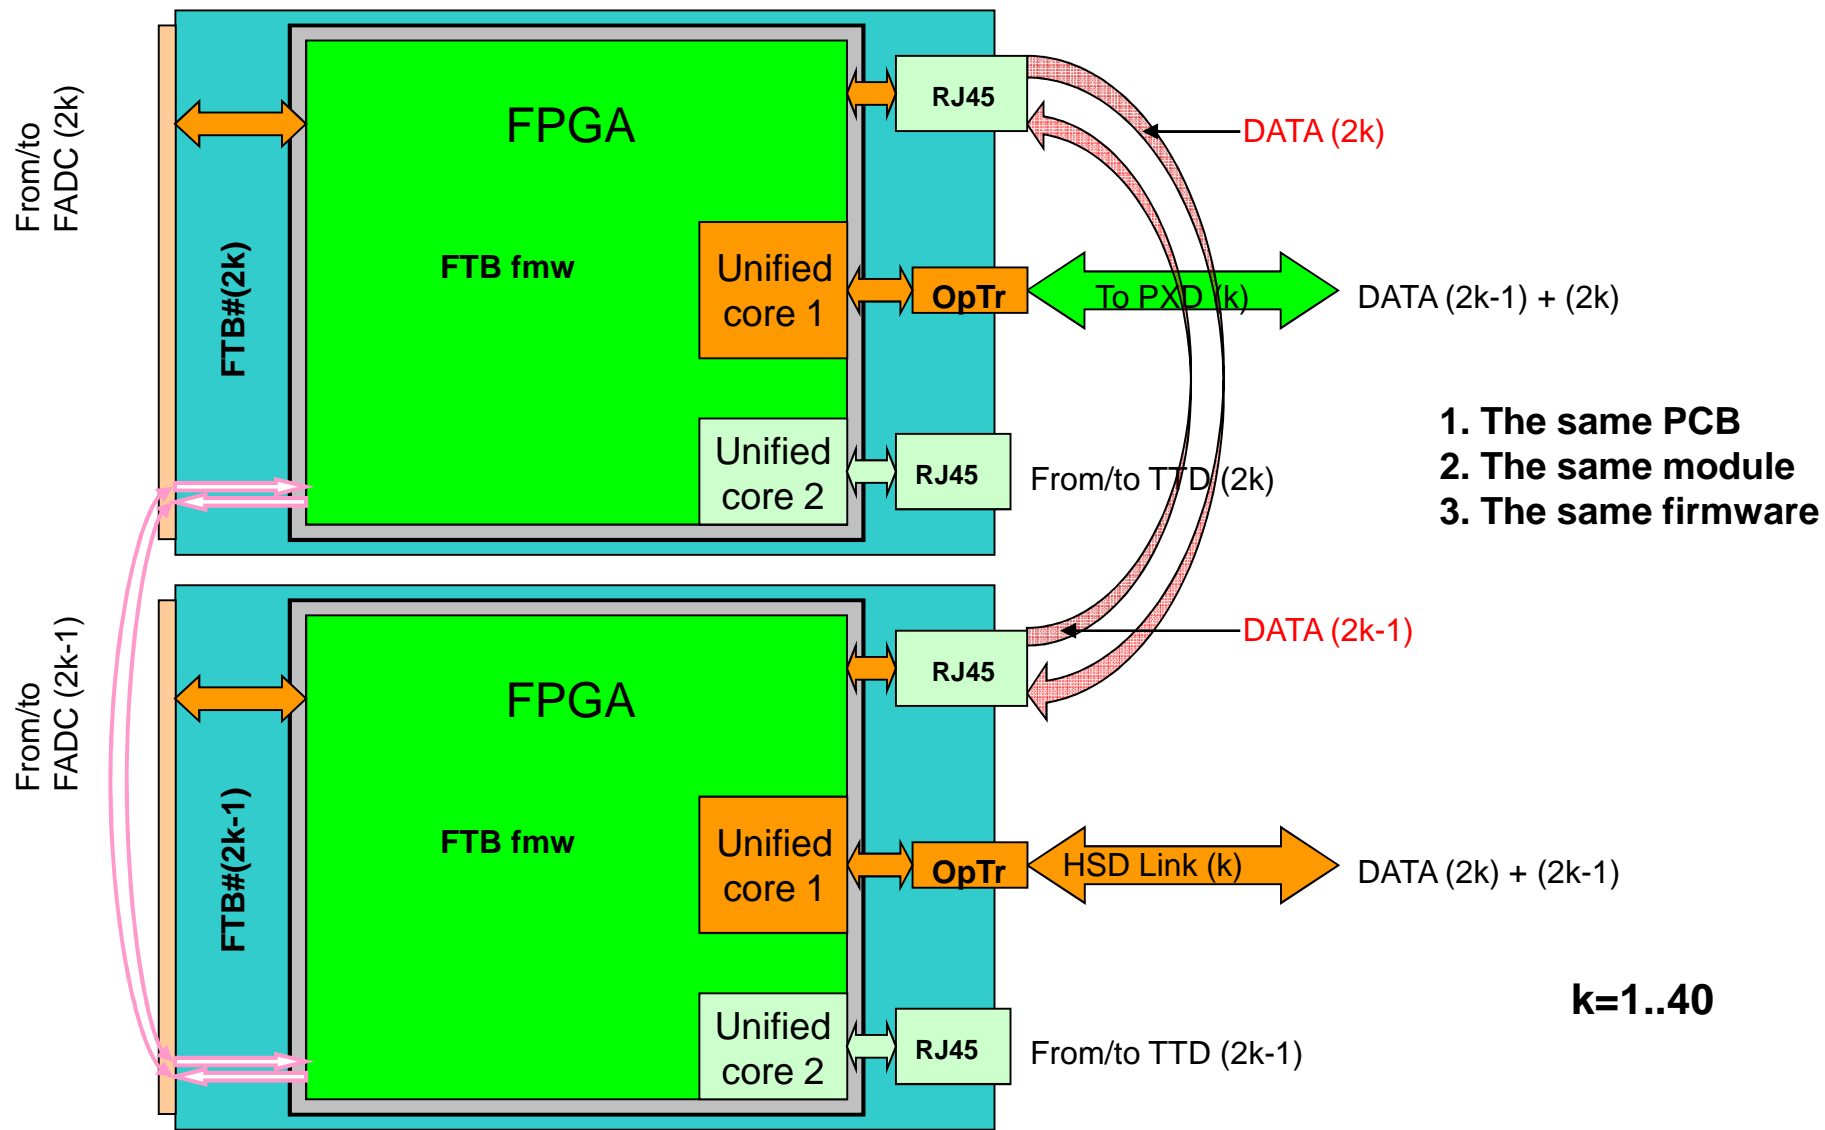 From/to
FADC (2k)
FTB#(2k)
FPGA
FTB fmw
Unified
core 1
Unified
core 2
RJ45
OpTr
RJ45
DATA (2k)
To PXD (k)
DATA (2k-1) + (2k)
From/to TTD (2k)
1. The same PCB
2. The same module
3. The same firmware
From/to
FADC (2k-1)
FTB#(2k-1)
FPGA
FTB fmw
Unified
core 1
Unified
core 2
RJ45
OpTr
RJ45
DATA (2k-1)
HSD Link (k)
DATA (2k) + (2k-1)
From/to TTD (2k-1)
k=1..40